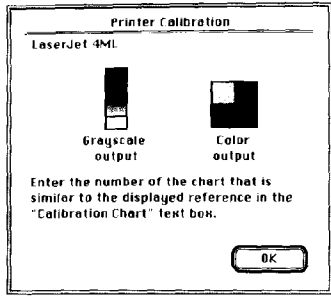 Printer Calibration
LaserJet 4ML
Grayscale output
Color output
Enter the number of the chart that is
similar to the displayed reference in the
"Calibration Chart" text box.
OK